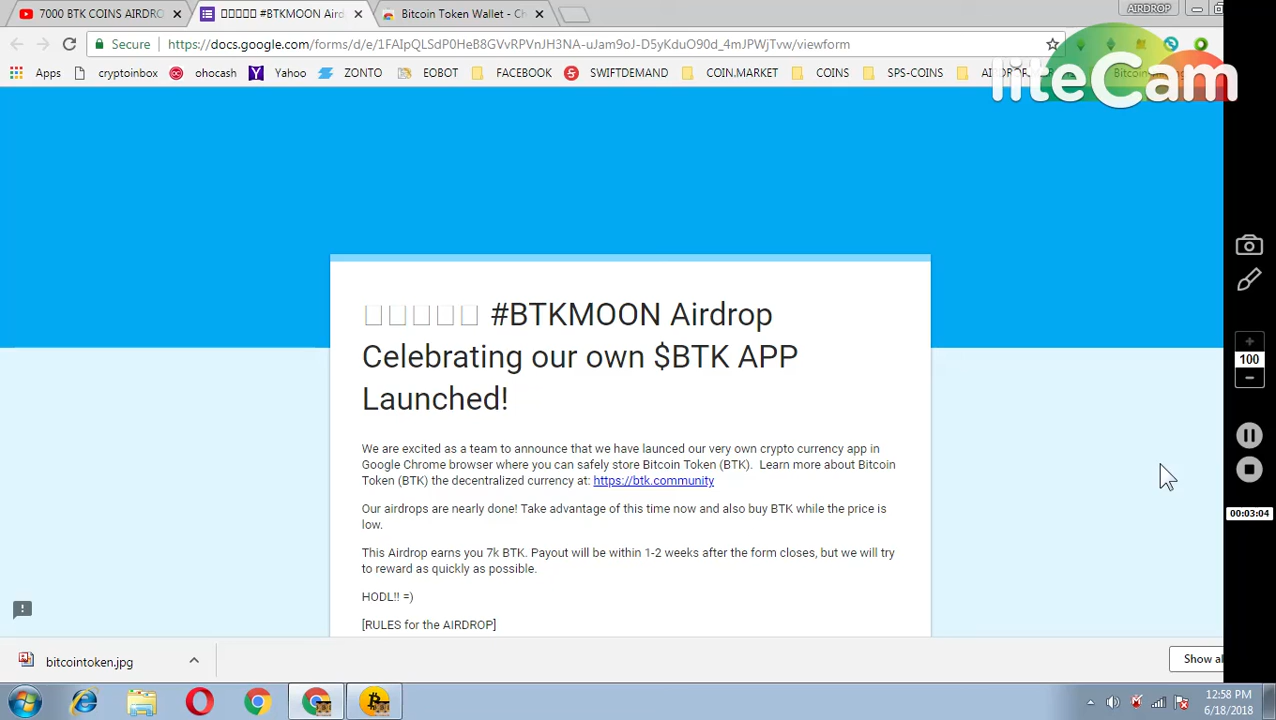 7000 BTK COINS AIRDRO
#BTKMOON Aird
Bitcoin Token Wallet - Ch
AIRDROP
Secure
https://docs.google.com/forms/d/e/1FAIpQLSdP0HeB8GVvRPVnJH3NA-uJam9oJ-D5yKduO90d_4mJPWjTvw/viewform
Apps
cryptoinbox
ohocash
Yahoo
ZUNTO
EOBOT
FACEBOOK
SWIFTDEMAND
COIN.MARKET
COINS
liteCam
#BTKMOON Airdrop
Celebrating our own $BTK APP
Launched!
We are excited as a team to announce that we have launced our very own crypto currency app in
Google Chrome browser where you can safely store Bitcoin Token (BTK). Learn more about Bitcoin
Token (BTK) the decentralized currency at: https://btk.community
Our airdrops are nearly done! Take advantage of this time now and also buy BTK while the price is
low.
This Airdrop earns you 7k BTK. Payout will be within 1-2 weeks after the form closes, but we will try
to reward as quickly as possible.
HODL!! =)
[RULES for the AIRDROP]
100
00:03:04
bitcointoken.jpg
Show al
12:58 PM
6/18/2018